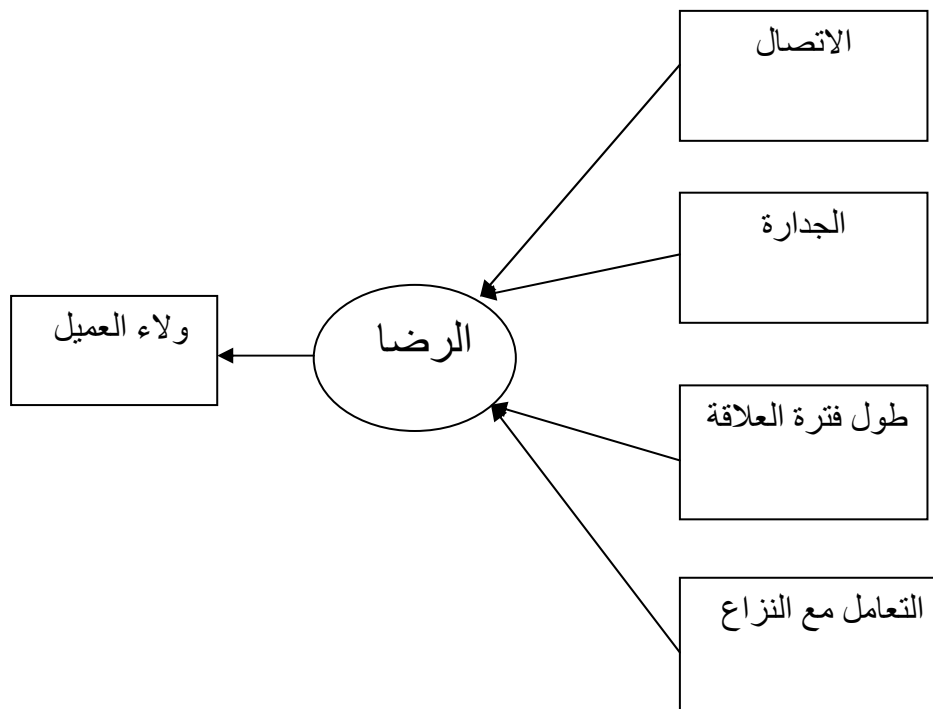 الاتصال
الجدارة
طول فترة العلاقة
التعامل مع النزاع
الرضا
ولاء العميل